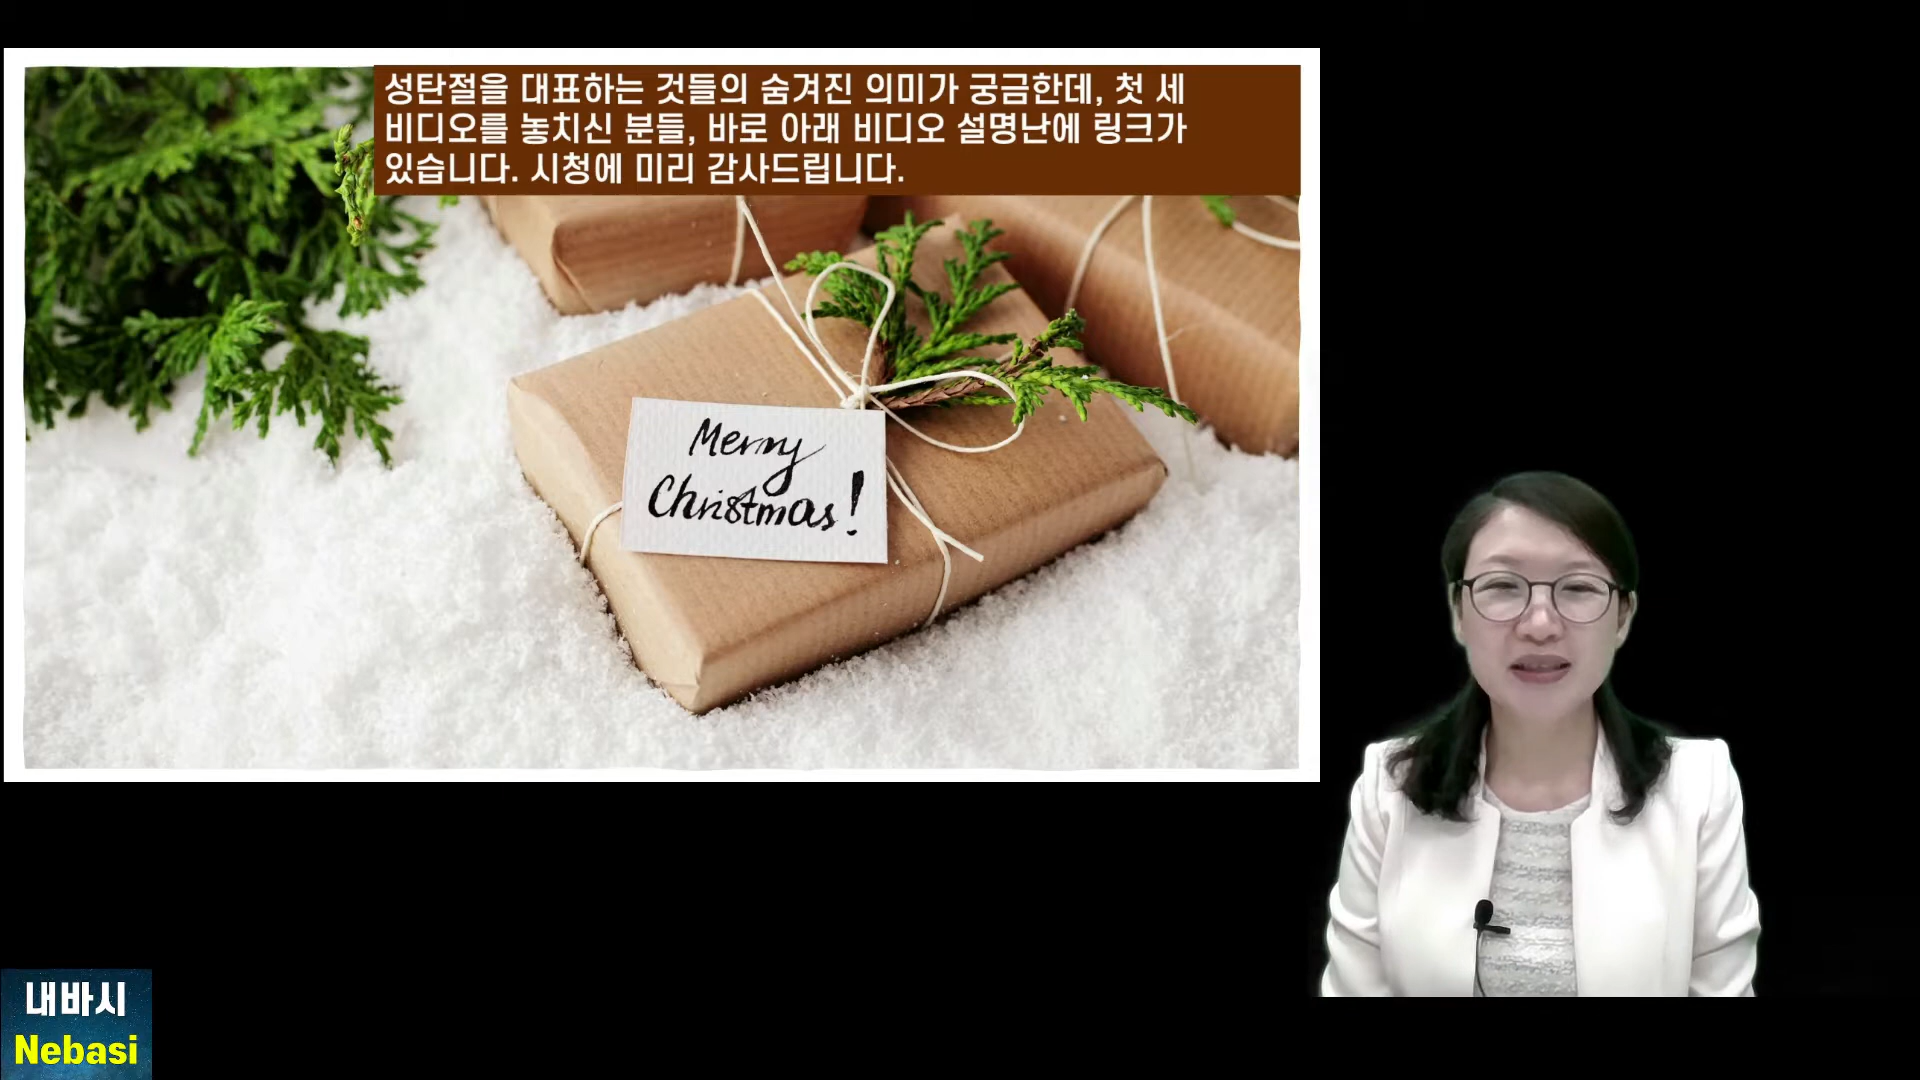 성탄절을 대표하는 것들의 숨겨진 의미가 궁금한데, 첫 세
비디오를 놓치신 분들, 바로 아래 비디오 설명난에 링크가
있습니다. 시청에 미리 감사드립니다.
Merry
Christmas!
내바시
Nebasi